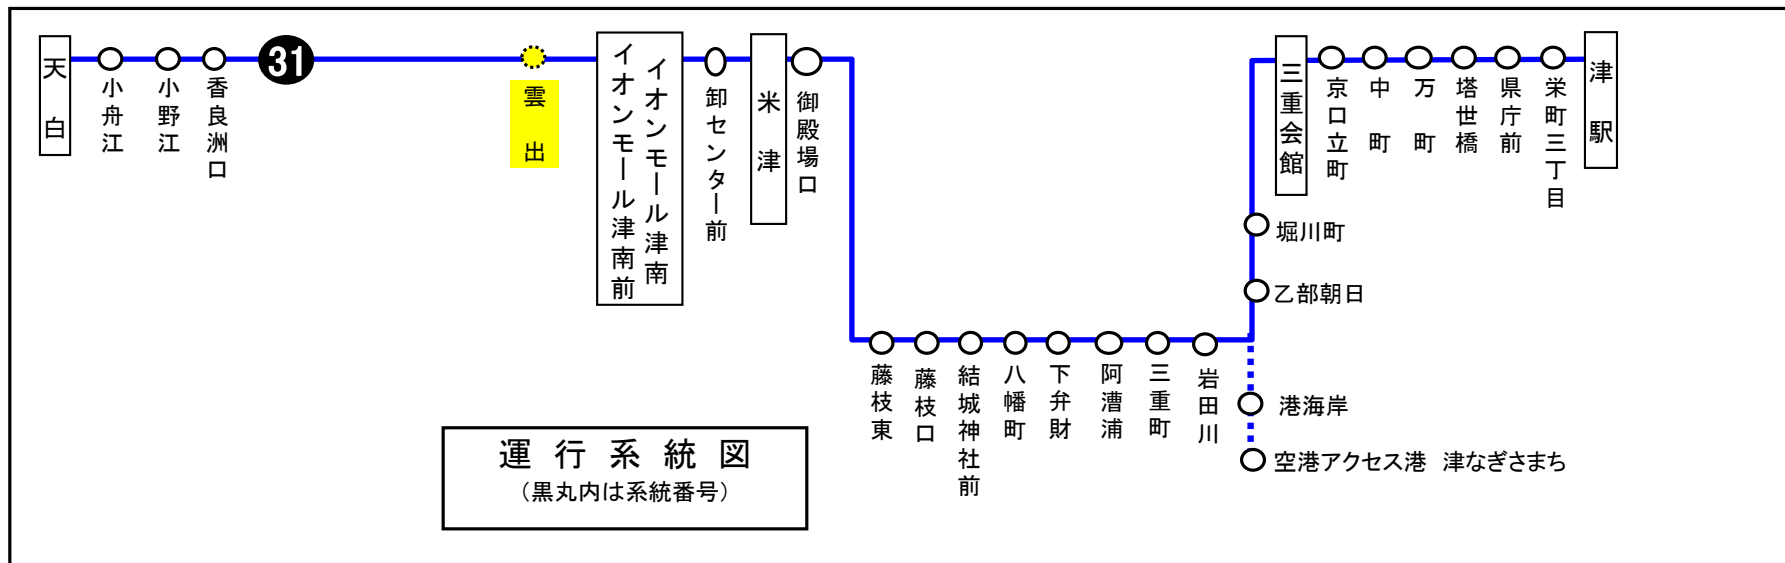 天白
小舟江
小野江
香良洲口
31
雲出
イオンモール津南
イオンモール津南前
卸センター前
米津
御殿場口
藤枝東
藤枝口
結城神社前
八幡町
下弁財
阿漕浦
三重町
岩田川
空港アクセス港 津なぎさまち
港海岸
乙部朝日
堀川町
三重会館
京口立町
中町
万町
塔世橋
県庁前
栄町三丁目
津駅
運行系統図
（黒丸内は系統番号）